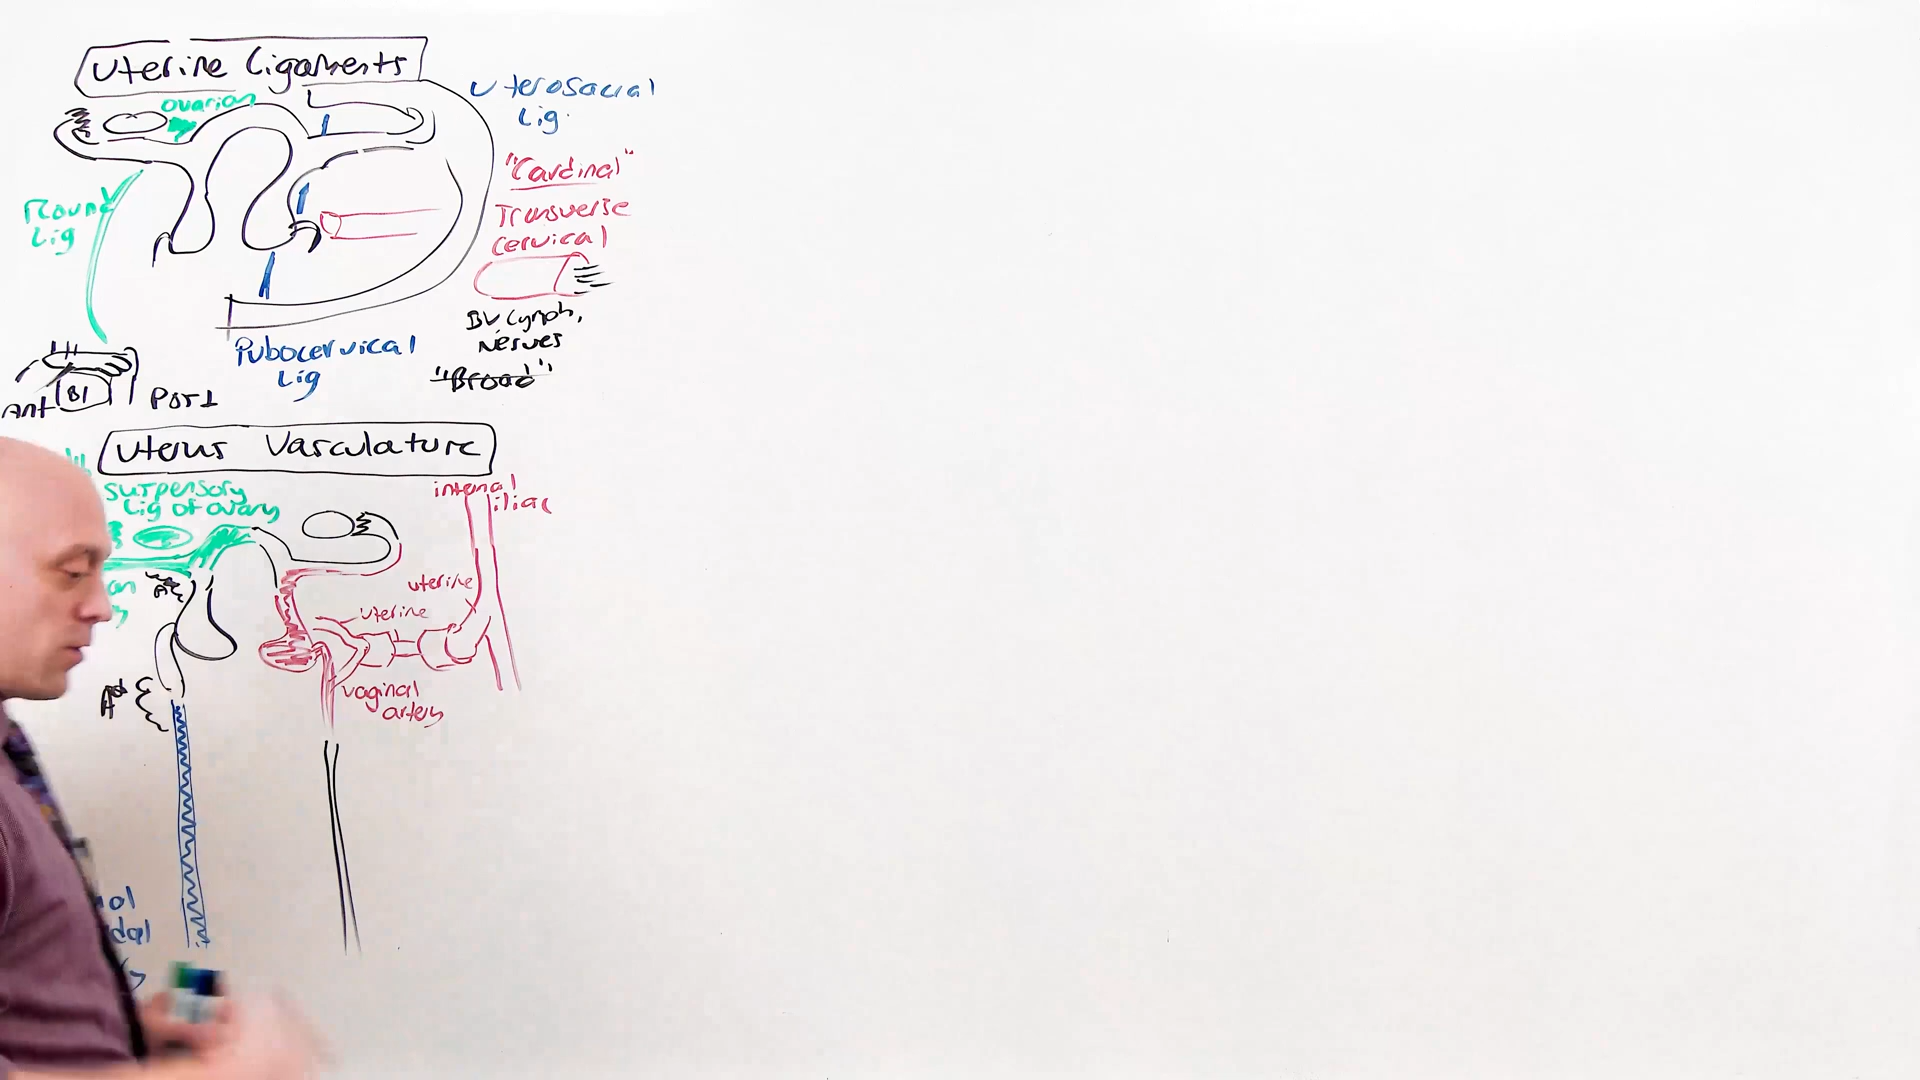 Uterine Ligaments
ovarian
Uterosacral
Lig.
"Cardinal"
Transverse
cervical
Round
Lig
BV Lymph,
Nerves
"Broad"
Pubocervical
Lig
Ant
Bl
Post
Uterus Vasculature
suspensory
Lig of ovary
internal
iliac
uterine
uterine
vaginal
artery